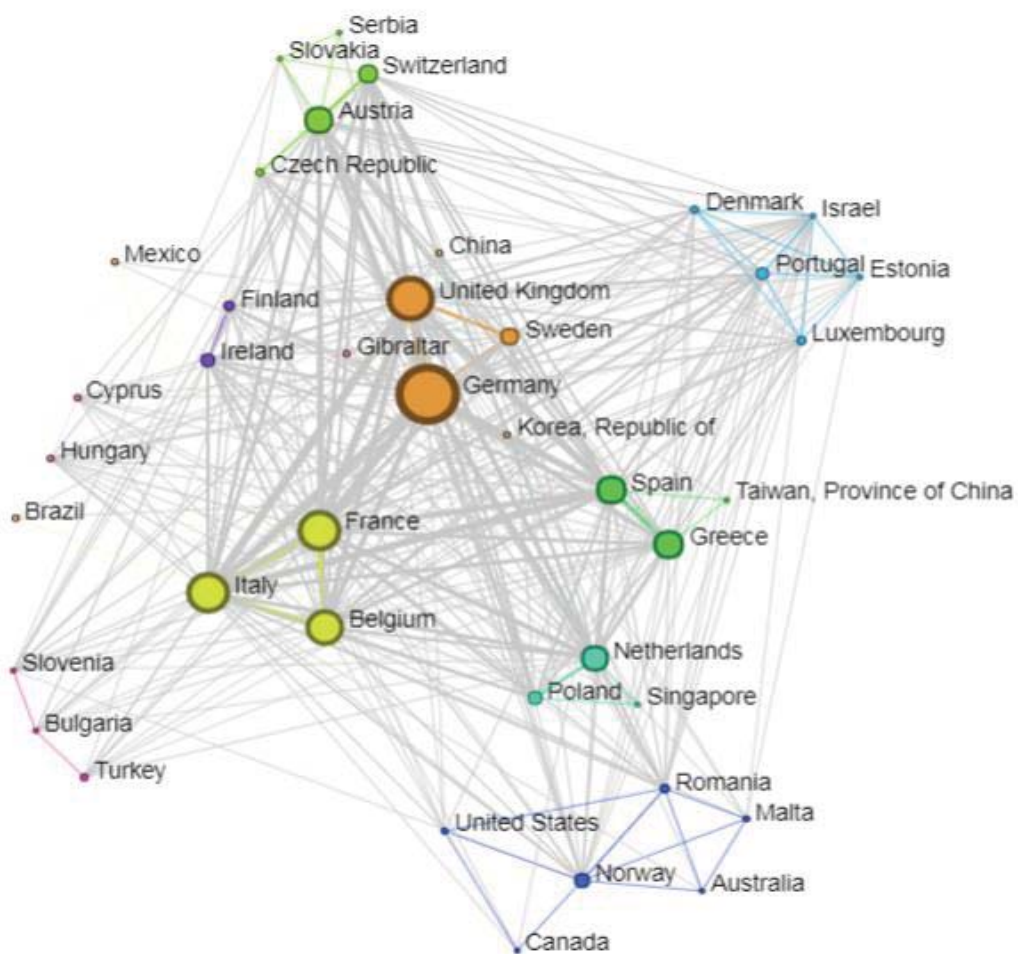 Serbia
Slovakia
Switzerland
Austria
Czech Republic
Denmark
Israel
Mexico
China
Portugal
Estonia
United Kingdom
Finland
Sweden
Luxembourg
Ireland
Gibraltar
Germany
Cyprus
Korea, Republic of
Hungary
Spain
Taiwan, Province of China
Brazil
France
Greece
Italy
Belgium
Netherlands
Slovenia
Poland
Singapore
Bulgaria
Turkey
Romania
Malta
United States
Norway
Australia
Canada